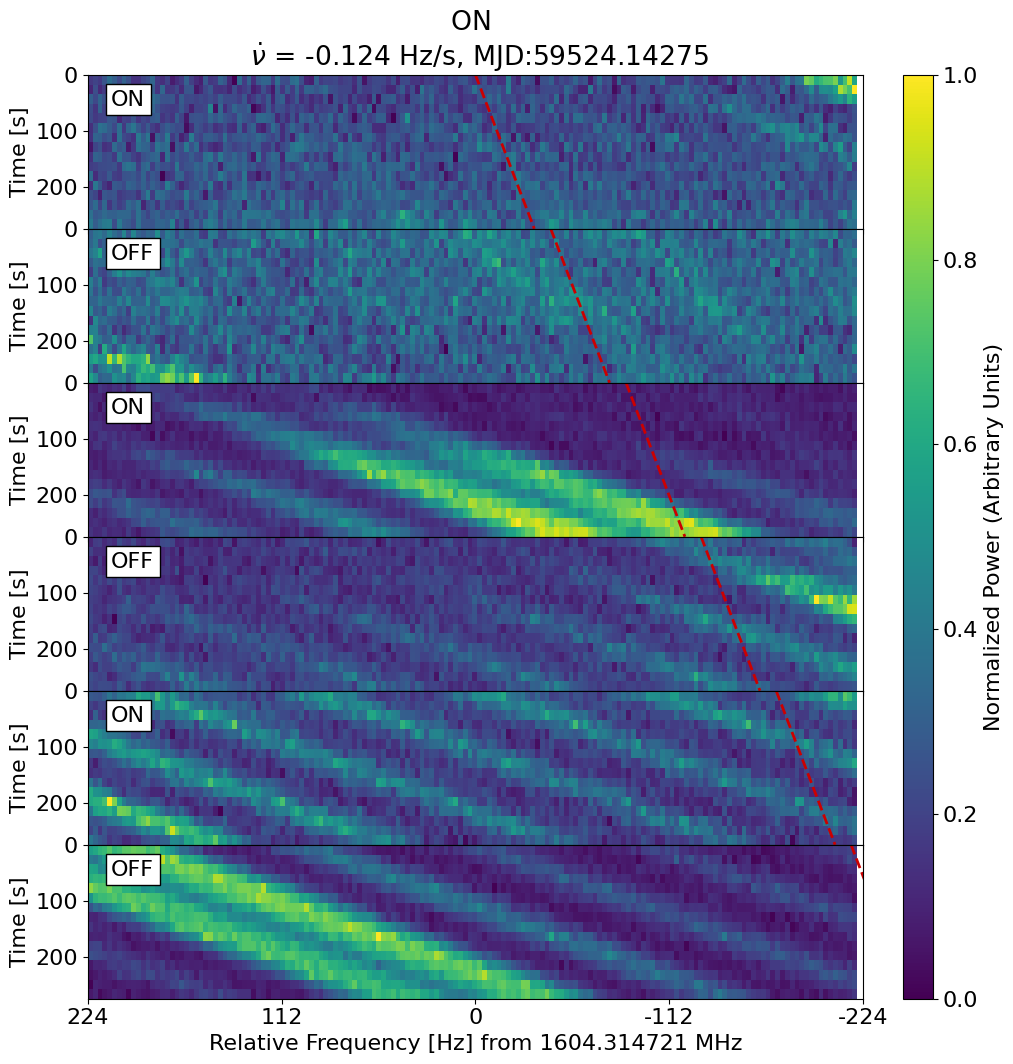 ON
ν̇ = -0.124 Hz/s, MJD:59524.14275
0
100
200
Time [s]
ON
0
100
200
Time [s]
OFF
0
100
200
Time [s]
ON
0
100
200
Time [s]
OFF
0
100
200
Time [s]
ON
0
100
200
Time [s]
OFF
224 112 0 -112 -224
Relative Frequency [Hz] from 1604.314721 MHz
1.0
0.8
0.6
0.4
0.2
0.0
Normalized Power (Arbitrary Units)